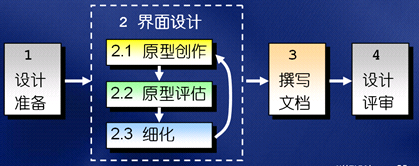 1
设计
准备
2 界面设计
2.1 原型创作
2.2 原型评估
2.3 细化
3
撰写
文档
4
设计
评审